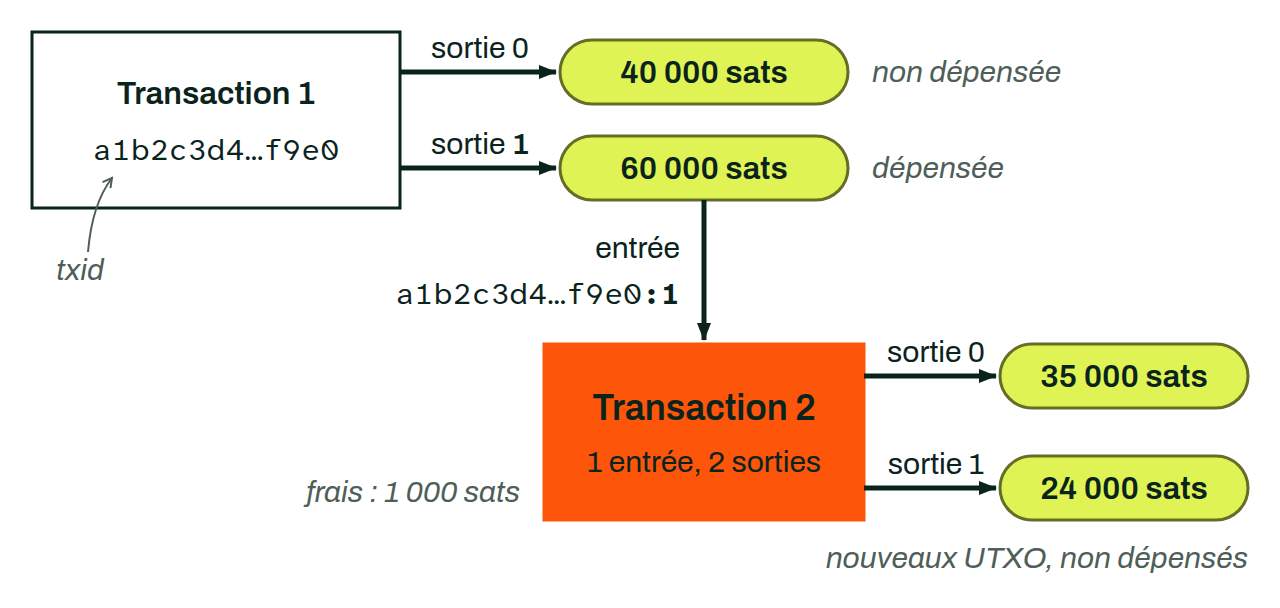 sortie 0
40 000 sats
non dépensée
Transaction 1
a1b2c3d4…f9e0
sortie 1
60 000 sats
dépensée
txid
entrée
a1b2c3d4…f9e0:1
sortie 0
35 000 sats
Transaction 2
1 entrée, 2 sorties
frais : 1 000 sats
sortie 1
24 000 sats
nouveaux UTXO, non dépensés